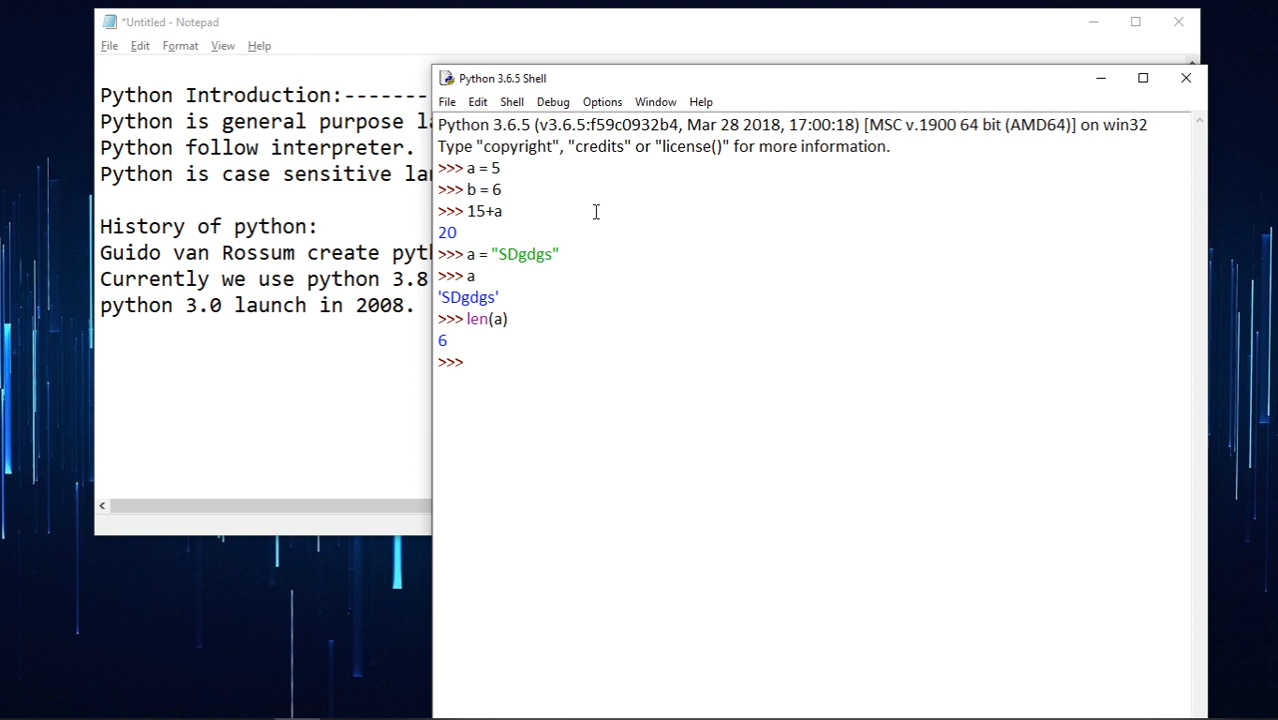 *Untitled - Notepad
File Edit Format View Help
Python Introduction:-------
Python is general purpose
Python follow interpreter.
Python is case sensitive
History of python:
Guido van Rossum create
Currently we use python 3.8
python 3.0 launch in 2008.
Python 3.6.5 Shell
File Edit Shell Debug Options Window Help
Python 3.6.5 (v3.6.5:f59c0932b4, Mar 28 2018, 17:00:18) [MSC v.1900 64 bit (AMD64)] on win32
Type "copyright", "credits" or "license()" for more information.
>>> a = 5
>>> b = 6
>>> 15+a
20
>>> a = "SDgdgs"
>>> a
'SDgdgs'
>>> len(a)
6
>>>